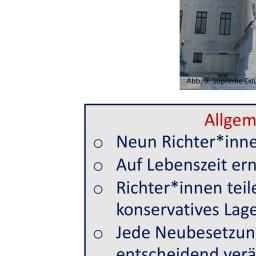 Abb. 9: Supreme Cou
Allgem
o Neun Richter*inne
o Auf Lebenszeit ern
o Richter*innen teile
konservatives Lage
o Jede Neubesetzun
entscheidend verä